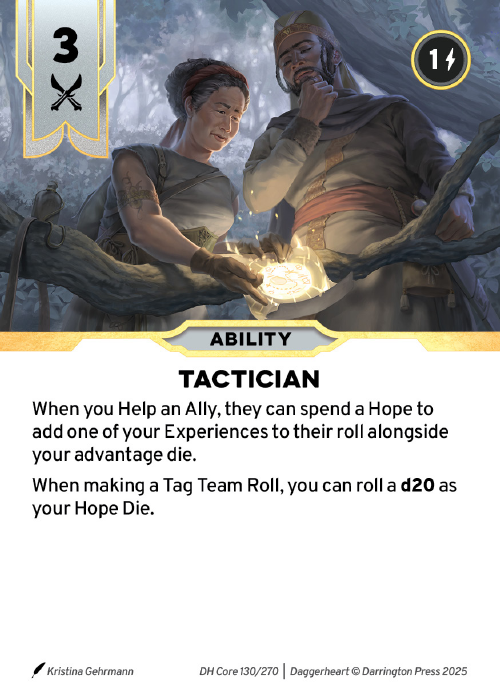 3
1
ABILITY
TACTICIAN
When you Help an Ally, they can spend a Hope to
add one of your Experiences to their roll alongside
your advantage die.
When making a Tag Team Roll, you can roll a d20 as
your Hope Die.
Kristina Gehrmann
DH Core 130/270 | Daggerheart © Darrington Press 2025